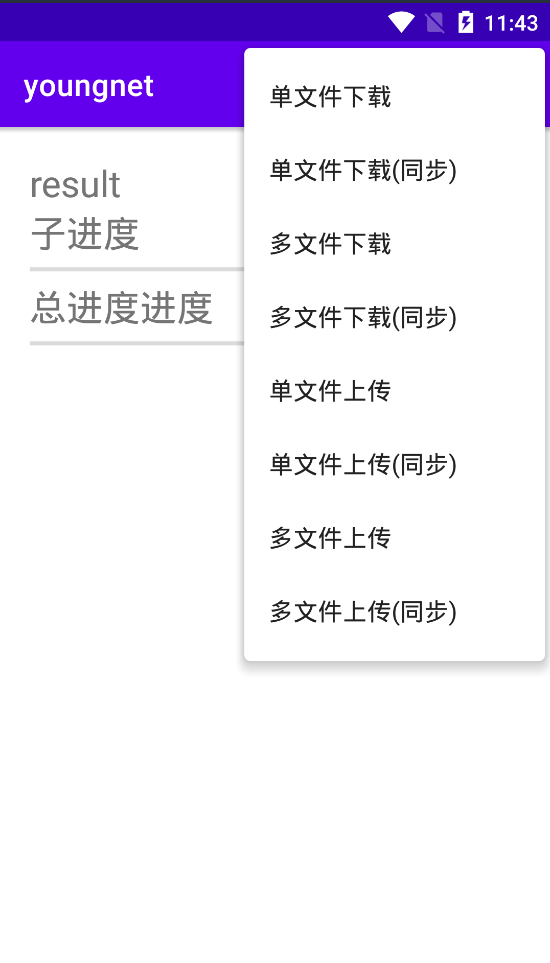 11:43
youngnet
result
子进度
总进度进度
单文件下载
单文件下载(同步)
多文件下载
多文件下载(同步)
单文件上传
单文件上传(同步)
多文件上传
多文件上传(同步)